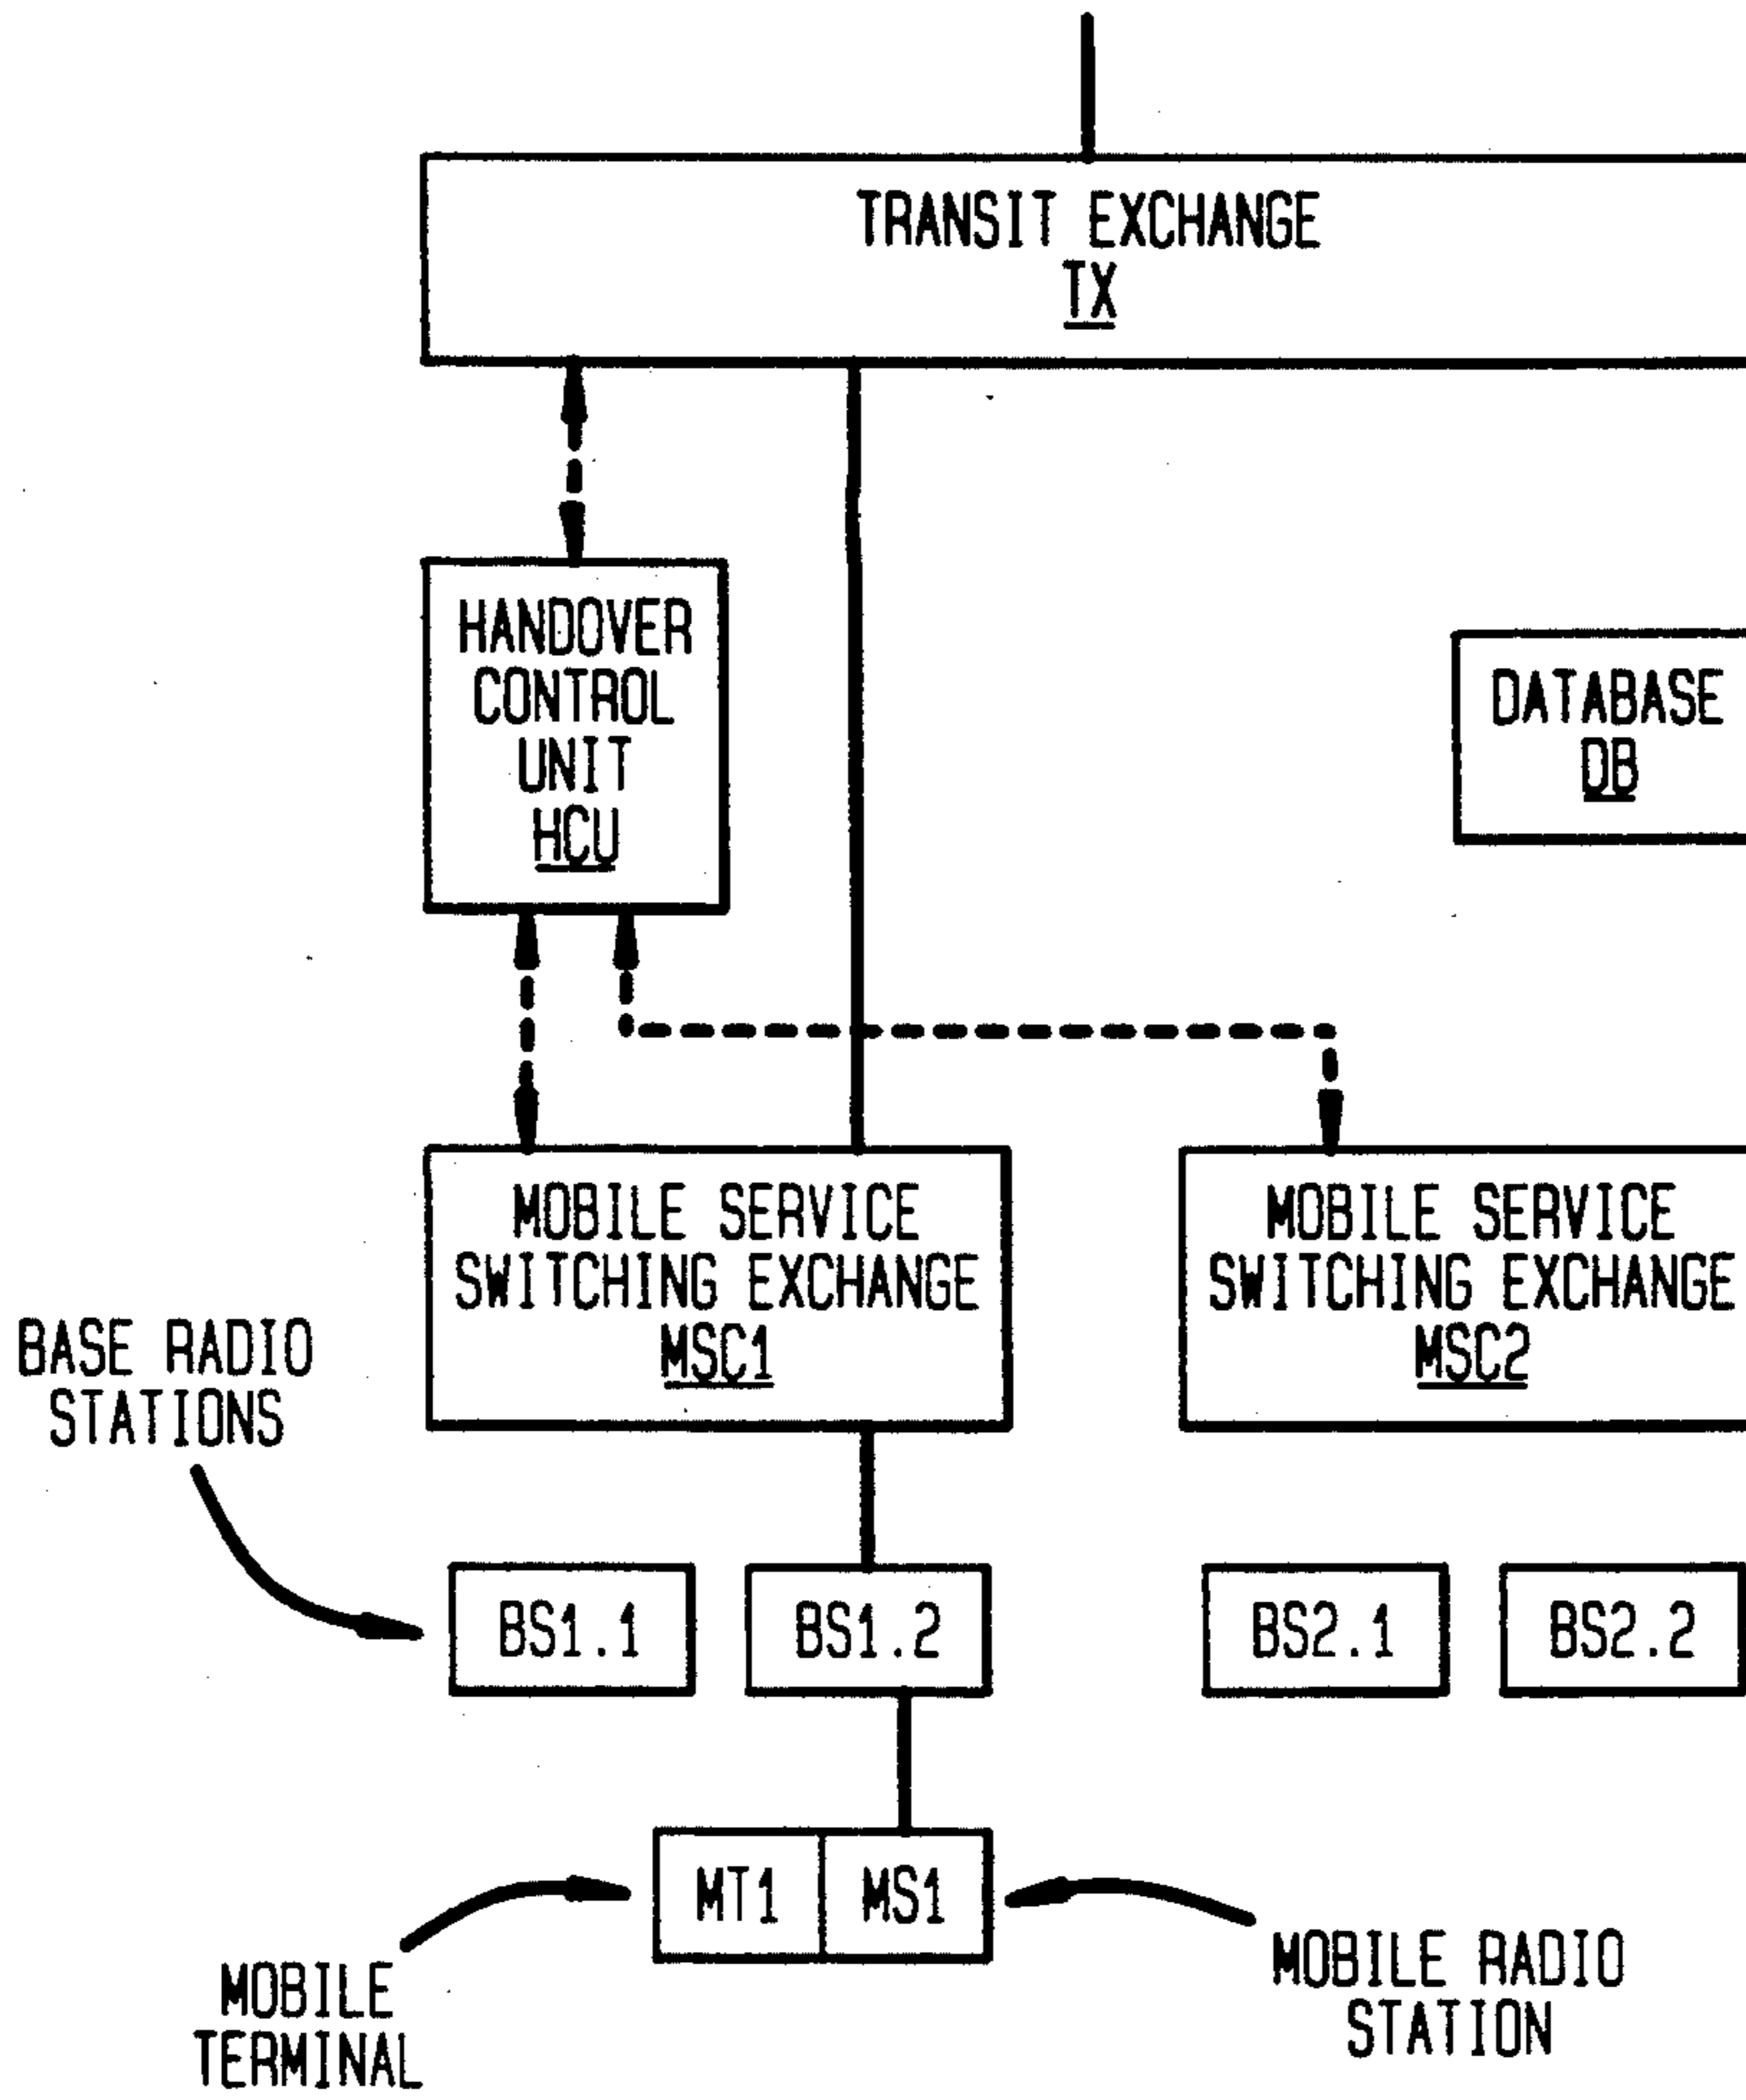 TRANSIT EXCHANGE
TX
HANDOVER
CONTROL
UNIT
HCU
DATABASE
DB
MOBILE SERVICE
SWITCHING EXCHANGE
MSC1
MOBILE SERVICE
SWITCHING EXCHANGE
MSC2
BASE RADIO
STATIONS
BS1.1
BS1.2
BS2.1
BS2.2
MT1
MS1
MOBILE
TERMINAL
MOBILE RADIO
STATION